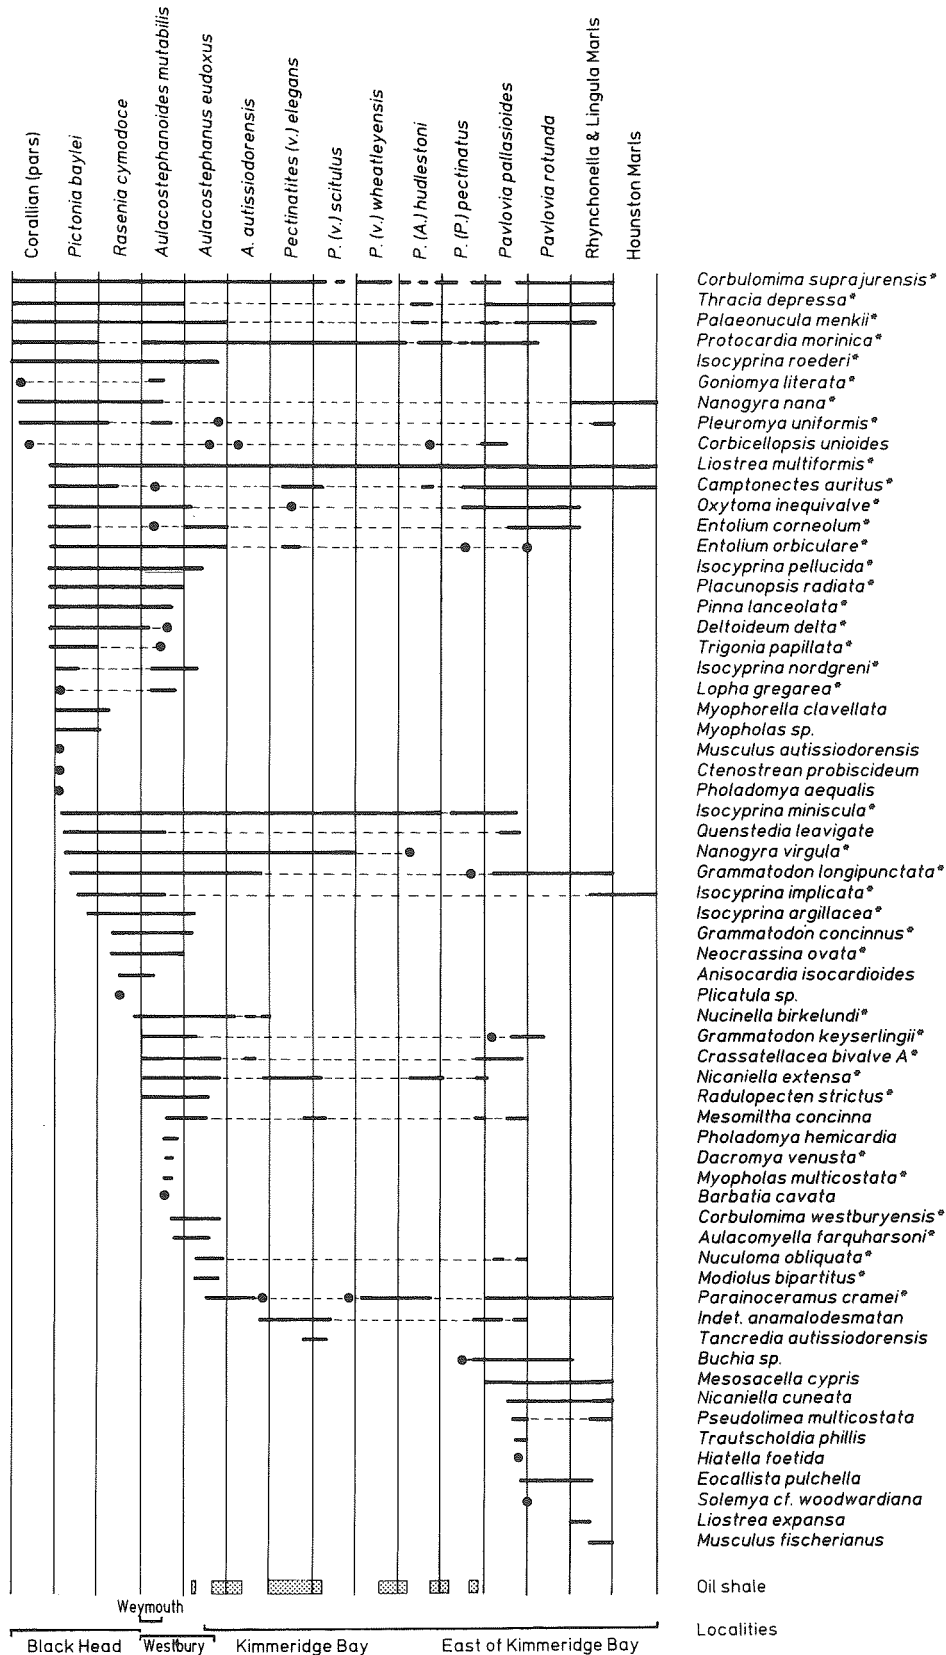 Corallian (pars)
Pictonia baylei
Rasenia cymodoce
Aulacostephanoides mutabilis
Aulacostephanus eudoxus
A. autissiodorensis
Pectinatites (v.) elegans
P. (v.) scitulus
P. (v.) wheatleyensis
P. (A.) hudlestoni
P. (P.) pectinatus
Pavlovia pallasioides
Pavlovia rotunda
Rhynchonella & Lingula Marls
Hounston Marls
Corbulomima suprajurensis*
Thracia depressa*
Palaeonucula menkii*
Protocardia morinica*
Isocyprina roederi*
Goniomya literata*
Nanogyra nana*
Pleuromya uniformis*
Corbicellopsis unioides
Liostrea multiformis*
Camptonectes auritus*
Oxytoma inequivalve*
Entolium corneolum*
Entolium orbiculare*
Isocyprina pellucida*
Placunopsis radiata*
Pinna lanceolata*
Deltoideum delta*
Trigonia papillata*
Isocyprina nordgreni*
Lopha gregarea*
Myophorella clavellata
Myopholas sp.
Musculus autissiodorensis
Ctenostrean probiscideum
Pholadomya aequalis
Isocyprina miniscula*
Quenstedia leavigate
Nanogyra virgula*
Grammatodon longipunctata*
Isocyprina implicata*
Isocyprina argillacea*
Grammatodon concinnus*
Neocrassina ovata*
Anisocardia isocardioides
Plicatula sp.
Nucinella birkelundi*
Grammatodon keyserlingii*
Crassatellacea bivalve A*
Nicaniella extensa*
Radulopecten strictus*
Mesomiltha concinna
Pholadomya hemicardia
Dacromya venusta*
Myopholas multicostata*
Barbatia cavata
Corbulomima westburyensis*
Aulacomyella farquharsoni*
Nuculoma obliquata*
Modiolus bipartitus*
Parainoceramus cramei*
Indet. anamalodesmatan
Tancredia autissiodorensis
Buchia sp.
Mesosacella cypris
Nicaniella cuneata
Pseudolimea multicostata
Trautscholdia phillis
Hiatella foetida
Eocallista pulchella
Solemya cf. woodwardiana
Liostrea expansa
Musculus fischerianus
Oil shale
Weymouth
Localities
Black Head
Westbury
Kimmeridge Bay
East of Kimmeridge Bay